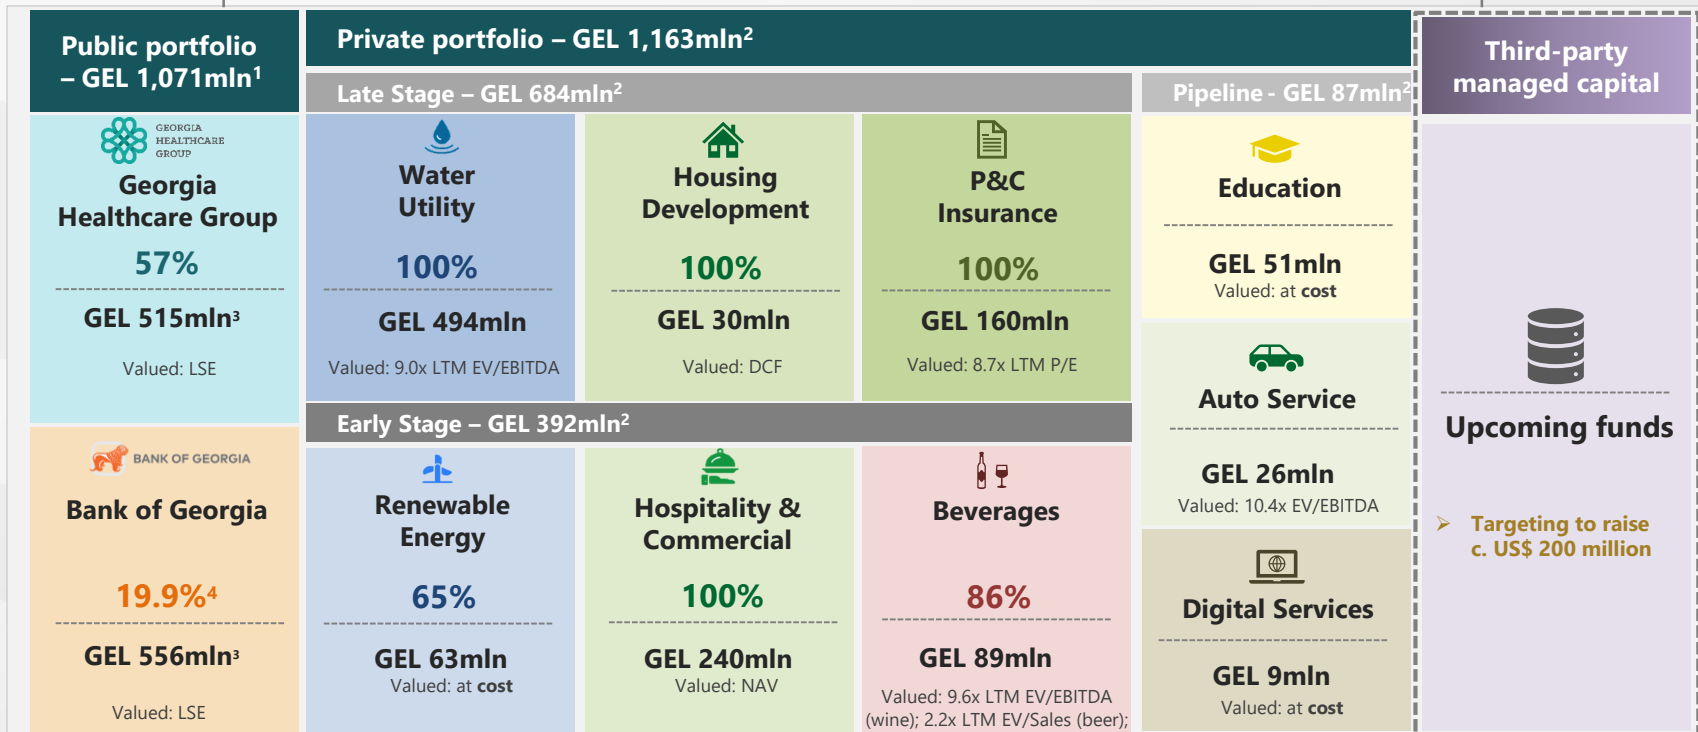 Public portfolio
– GEL 1,071mln1
Private portfolio – GEL 1,163mln2
Third-party
managed capital
Late Stage – GEL 684mln2
Pipeline - GEL 87mln2
GEORGIA
HEALTHCARE
GROUP
Georgia
Healthcare Group
57%
GEL 515mln3
Valued: LSE
Water
Utility
100%
GEL 494mln
Valued: 9.0x LTM EV/EBITDA
Housing
Development
100%
GEL 30mln
Valued: DCF
P&C
Insurance
100%
GEL 160mln
Valued: 8.7x LTM P/E
Education
GEL 51mln
Valued: at cost
Auto Service
GEL 26mln
Valued: 10.4x EV/EBITDA
Digital Services
GEL 9mln
Valued: at cost
Early Stage – GEL 392mln2
BANK OF GEORGIA
Bank of Georgia
19.9%4
GEL 556mln3
Valued: LSE
Renewable
Energy
65%
GEL 63mln
Valued: at cost
Hospitality &
Commercial
100%
GEL 240mln
Valued: NAV
Beverages
86%
GEL 89mln
Valued: 9.6x LTM EV/EBITDA
(wine); 2.2x LTM EV/Sales (beer);
Upcoming funds
➢ Targeting to raise
c. US$ 200 million